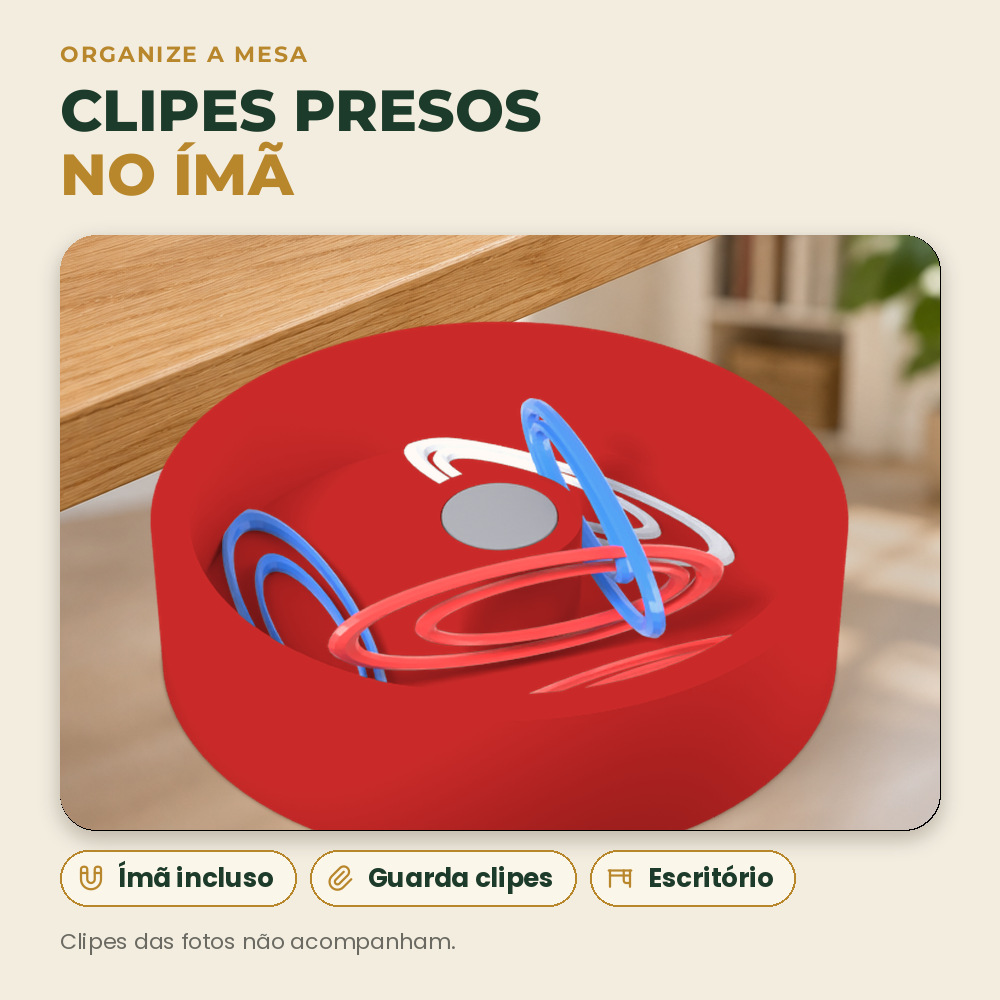 ORGANIZE A MESA
CLIPES PRESOS
NO ÍMÃ
Ímã incluso
Guarda clipes
Escritório
Clipes das fotos não acompanham.